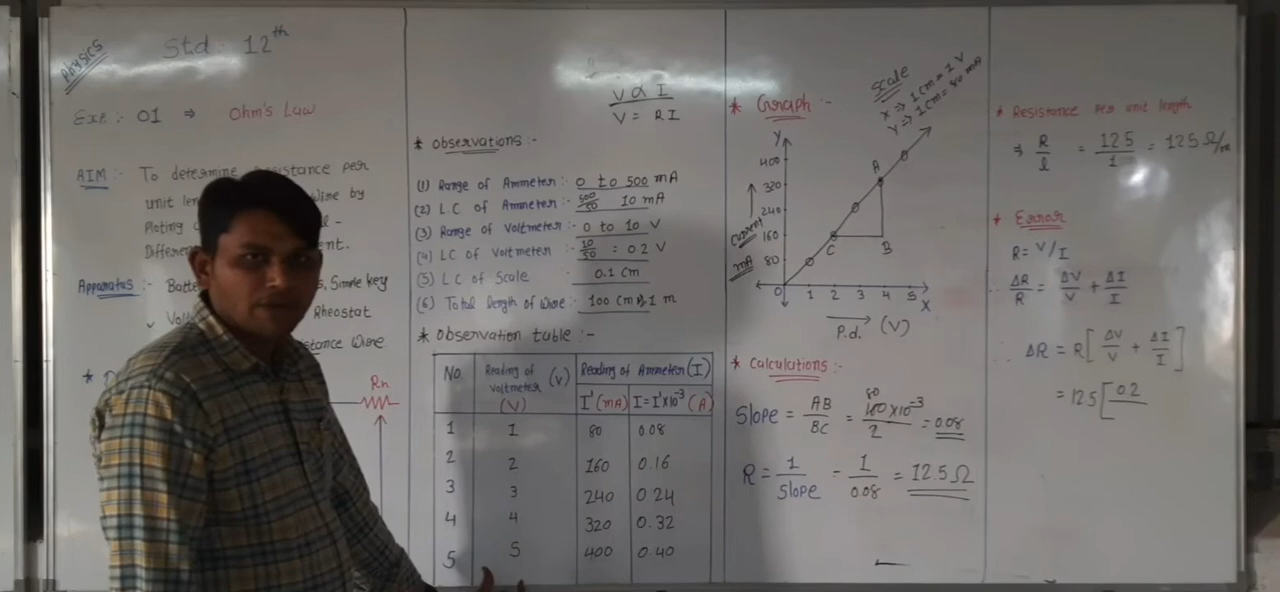 Physics
Std : 12th
Exp :- 01 ⇒ Ohm's Law
AIM :- To determine resistance per
unit len wire by
Ploting
Differen
Apparatus :- Batte , Simple key
Rheostat
stance Wire
Rh
V ∝ I
V = RI
* Observations :-
(1) Range of Ammeter :- 0 to 500 mA
(2) L.C of Ammeter :- 500/50 10 mA
(3) Range of Voltmeter :- 0 to 10 V
(4) LC of Voltmeter :- 10/50 = 0.2 V
(5) LC of Scale : 0.1 Cm
(6) Total length of Wire :- 100 Cm 1 m
* Observation table :-
No. Reading of Voltmeter (V) (V) Reading of Ammeter (I)
I' (mA) I = I'×10⁻³ (A)
1 1 80 0.08
2 2 160 0.16
3 3 240 0.24
4 4 320 0.32
5 5 400 0.40
* Graph :-
Scale
X ⇒ 1 Cm = 1 V
Y ⇒ 1 Cm = 80 mA
Y
400
320
240
160
80
Current
mA
A
C B
0 1 2 3 4 5 X
P.d. (V)
* Calculations :-
Slope = AB/BC = 80 160×10⁻³/2 = 0.08
R = 1/Slope = 1/0.08 = 12.5 Ω
* Resistance per unit length
⇒ R/l = 12.5/1 = 12.5 Ω/m
* Error
R = V/I
∴ ΔR/R = ΔV/V + ΔI/I
∴ ΔR = R[ΔV/V + ΔI/I]
= 12.5 [0.2